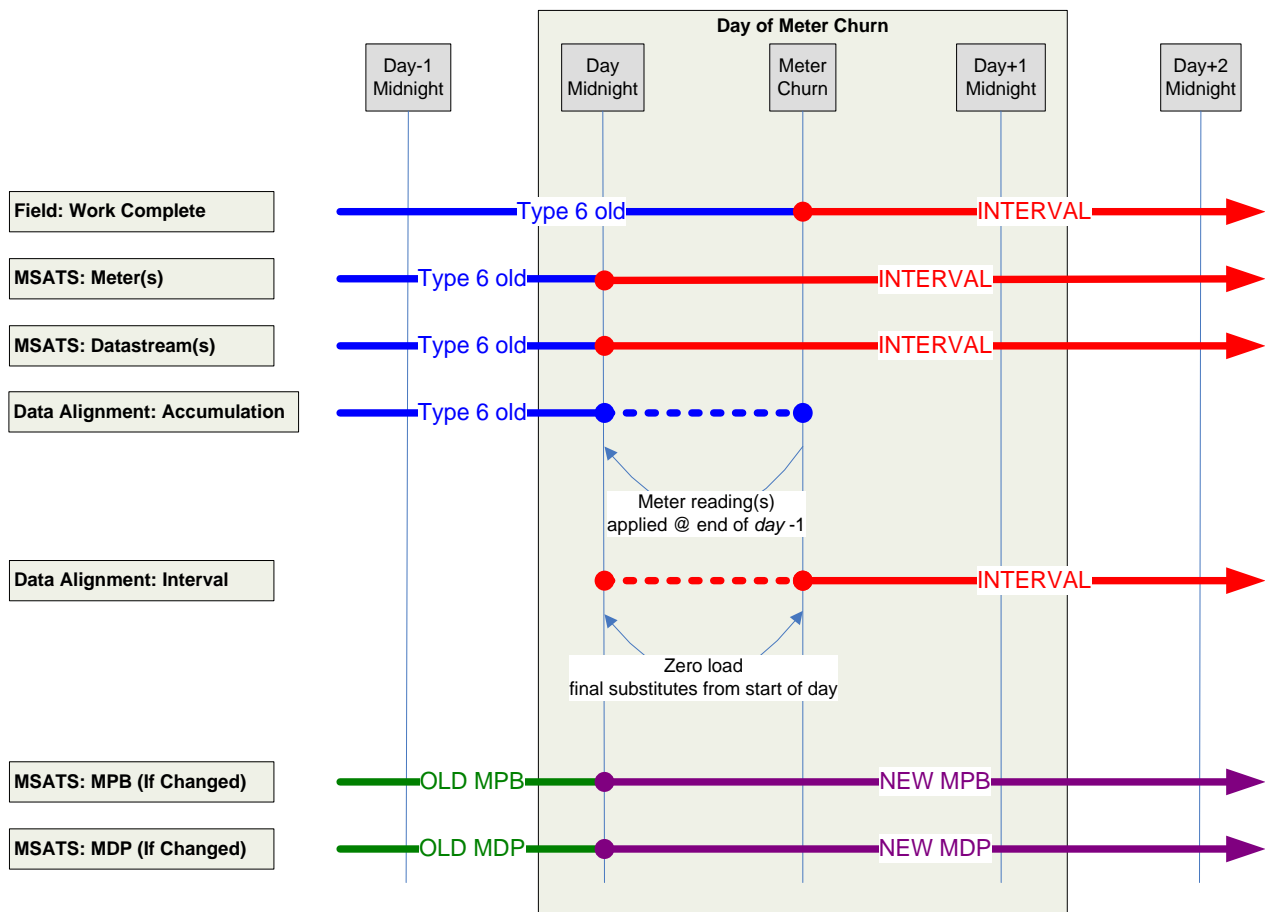 Day of Meter Churn
Day-1
Midnight
Day
Midnight
Meter
Churn
Day+1
Midnight
Day+2
Midnight
Field: Work Complete
Type 6 old
INTERVAL
MSATS: Meter(s)
Type 6 old
INTERVAL
MSATS: Datastream(s)
Type 6 old
INTERVAL
Data Alignment: Accumulation
Type 6 old
Meter reading(s)
applied @ end of day -1
Data Alignment: Interval
INTERVAL
Zero load
final substitutes from start of day
MSATS: MPB (If Changed)
OLD MPB
NEW MPB
MSATS: MDP (If Changed)
OLD MDP
NEW MDP